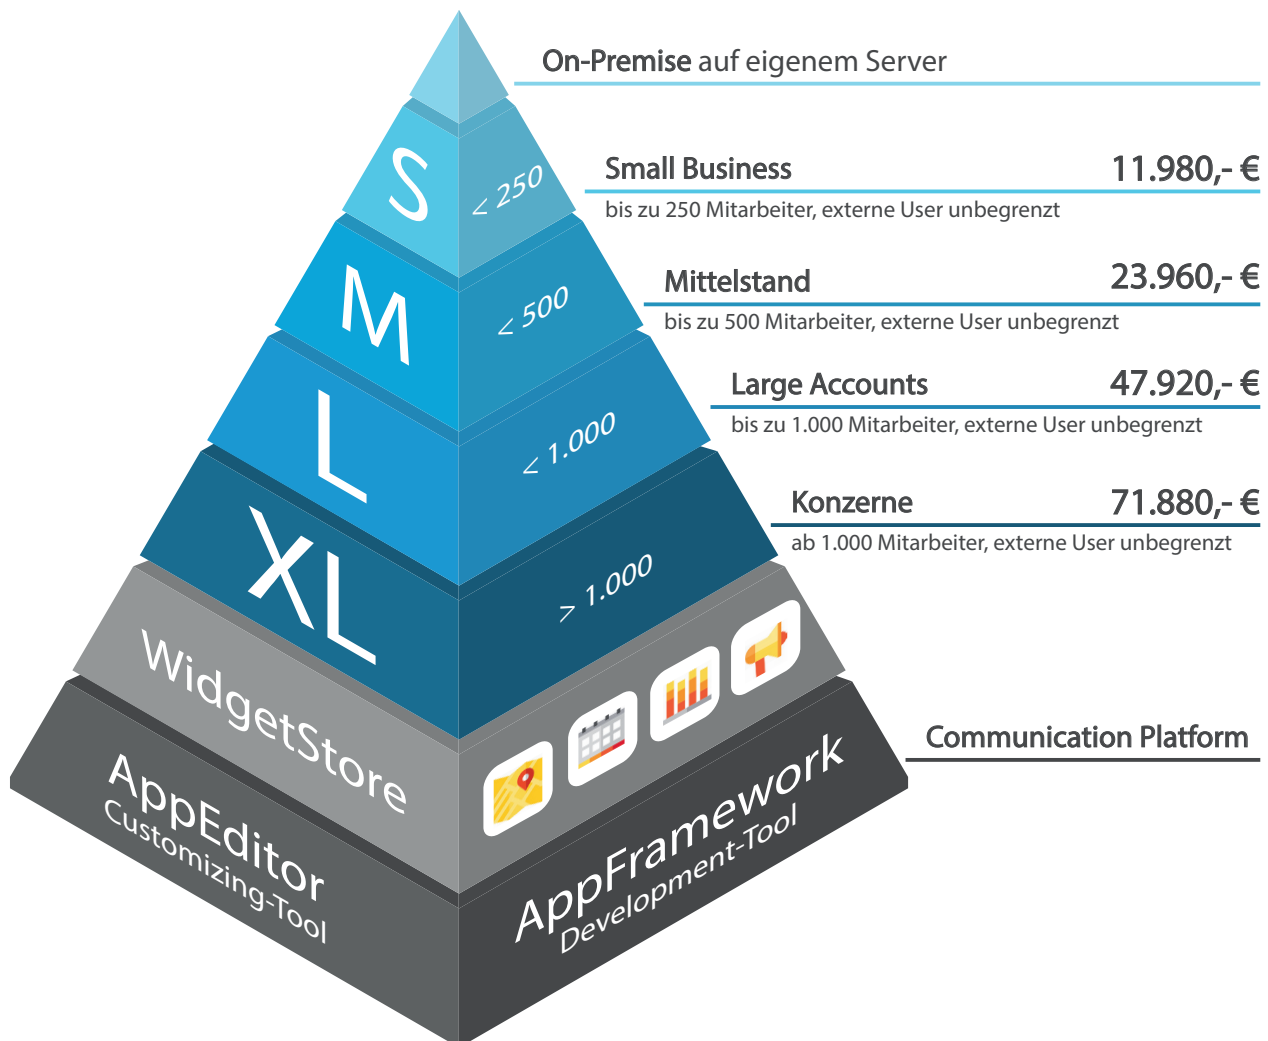 On-Premise auf eigenem Server
S
< 250
Small Business 11.980,- €
bis zu 250 Mitarbeiter, externe User unbegrenzt
M
< 500
Mittelstand 23.960,- €
bis zu 500 Mitarbeiter, externe User unbegrenzt
L
< 1.000
Large Accounts 47.920,- €
bis zu 1.000 Mitarbeiter, externe User unbegrenzt
XL
> 1.000
Konzerne 71.880,- €
ab 1.000 Mitarbeiter, externe User unbegrenzt
WidgetStore
Communication Platform
AppEditor
Customizing-Tool
AppFramework
Development-Tool